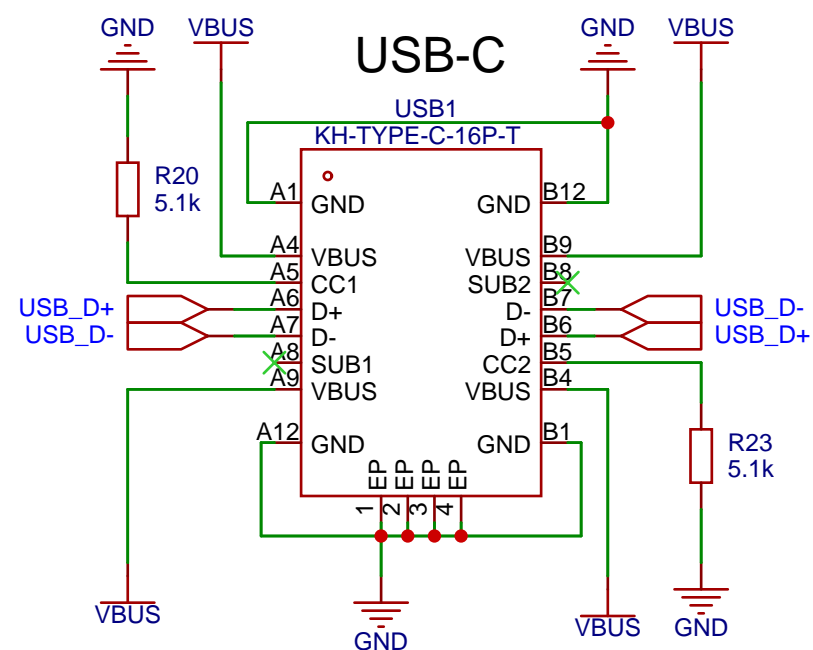 GND VBUS GND VBUS
USB-C
USB1
KH-TYPE-C-16P-T
R20
5.1k
A1 GND GND B12
A4 VBUS VBUS B9
A5 CC1 SUB2 B8
USB_D+ A6 D+ D- B7 USB_D-
USB_D- A7 D- D+ B6 USB_D+
A8 SUB1 CC2 B5
A9 VBUS VBUS B4
A12 GND GND B1
R23
5.1k
EP EP EP EP
1 2 3 4
VBUS GND VBUS GND